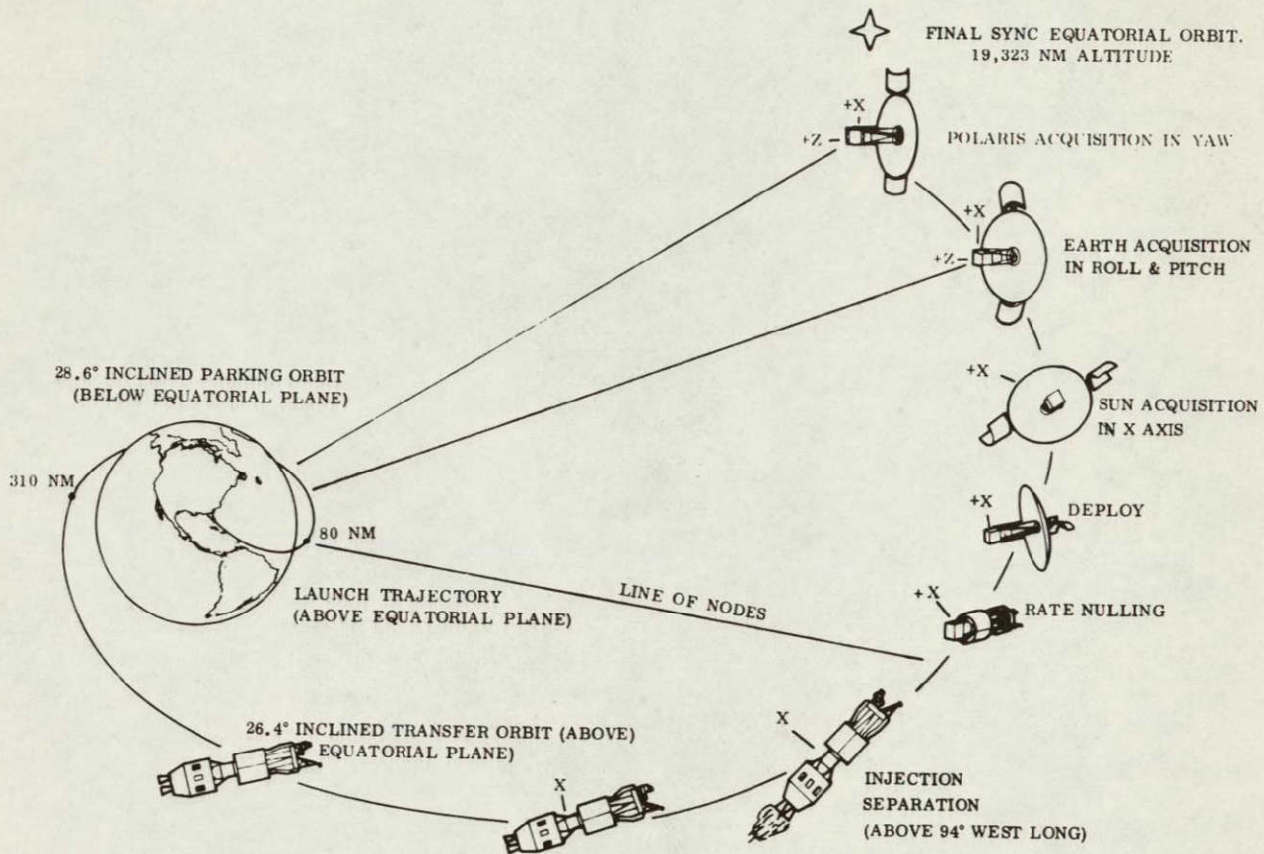 FINAL SYNC EQUATORIAL ORBIT.
19,323 NM ALTITUDE
+X
+Z
POLARIS ACQUISITION IN YAW
+X
+Z
EARTH ACQUISITION
IN ROLL & PITCH
28.6° INCLINED PARKING ORBIT
(BELOW EQUATORIAL PLANE)
+X
SUN ACQUISITION
IN X AXIS
310 NM
+X
DEPLOY
80 NM
LAUNCH TRAJECTORY
(ABOVE EQUATORIAL PLANE)
LINE OF NODES
+X
RATE NULLING
26.4° INCLINED TRANSFER ORBIT (ABOVE)
EQUATORIAL PLANE)
X
X
INJECTION
SEPARATION
(ABOVE 94° WEST LONG)